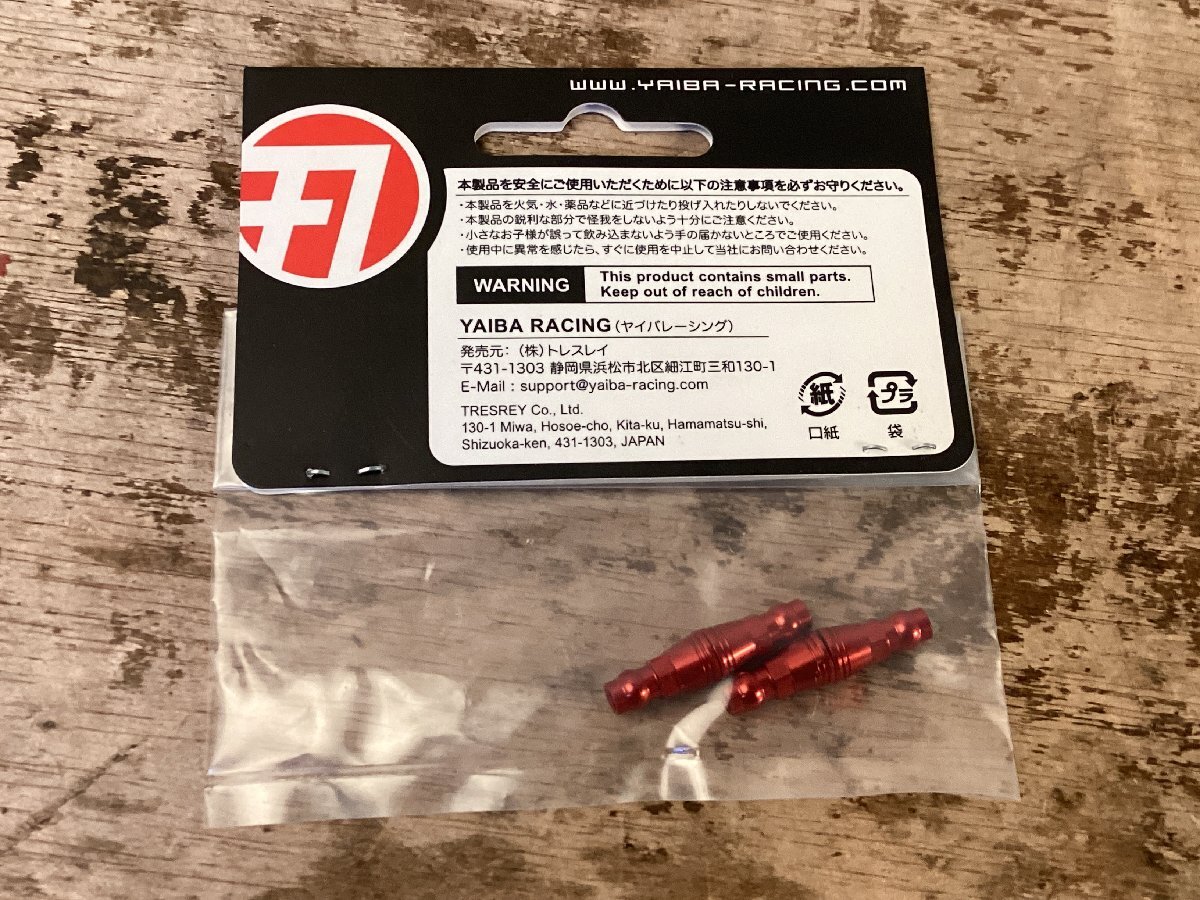 WWW.YAIBA-RACING.COM
本製品を安全にご使用いただくために以下の注意事項を必ずお守りください。
・本製品を火気・水・薬品などに近づけたり投げ入れたりしないでください。
・本製品の鋭利な部分で怪我をしないよう十分にご注意ください。
・小さなお子様が誤って飲み込まないよう手の届かないところでご使用ください。
・使用中に異常を感じたら、すぐに使用を中止して当社にお問い合わせください。
WARNING
This product contains small parts.
Keep out of reach of children.
YAIBA RACING(ヤイバレーシング)
発売元:(株)トレスレイ
〒431-1303 静岡県浜松市北区細江町三和130-1
E-Mail : support@yaiba-racing.com
TRESREY Co., Ltd.
130-1 Miwa, Hosoe-cho, Kita-ku, Hamamatsu-shi,
Shizuoka-ken, 431-1303, JAPAN
紙
口紙
プラ
袋